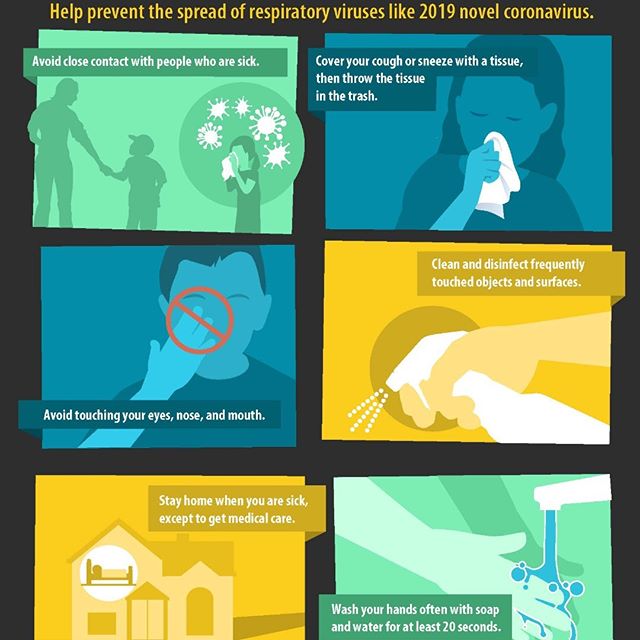 Help prevent the spread of respiratory viruses like 2019 novel coronavirus.
Avoid close contact with people who are sick.
Cover your cough or sneeze with a tissue,
then throw the tissue
in the trash.
Avoid touching your eyes, nose, and mouth.
Clean and disinfect frequently
touched objects and surfaces.
Stay home when you are sick,
except to get medical care.
Wash your hands often with soap
and water for at least 20 seconds.